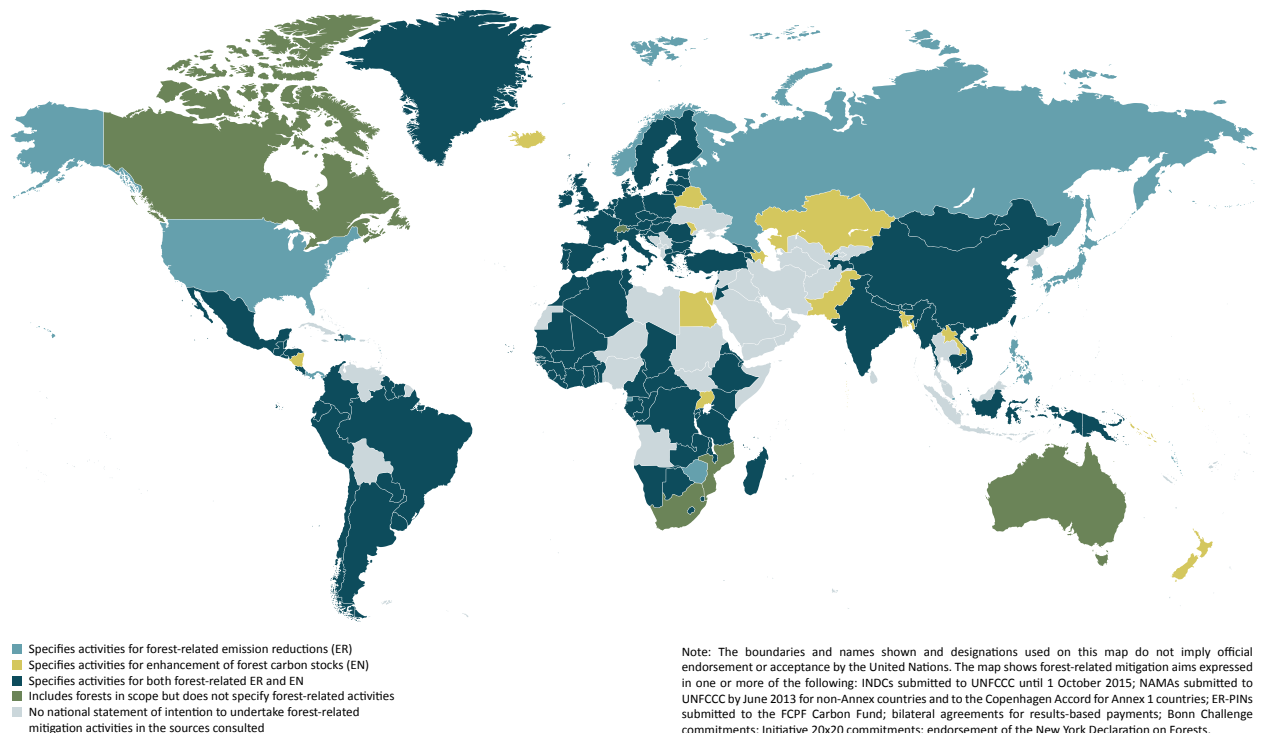 Specifies activities for forest-related emission reductions (ER)
Specifies activities for enhancement of forest carbon stocks (EN)
Specifies activities for both forest-related ER and EN
Includes forests in scope but does not specify forest-related activities
No national statement of intention to undertake forest-related
mitigation activities in the sources consulted
Note: The boundaries and names shown and designations used on this map do not imply official
endorsement or acceptance by the United Nations. The map shows forest-related mitigation aims expressed
in one or more of the following: INDCs submitted to UNFCCC until 1 October 2015; NAMAs submitted to
UNFCCC by June 2013 for non-Annex countries and to the Copenhagen Accord for Annex 1 countries; ER-PINs
submitted to the FCPF Carbon Fund; bilateral agreements for results-based payments; Bonn Challenge
commitments; Initiative 20x20 commitments; endorsement of the New York Declaration on Forests.